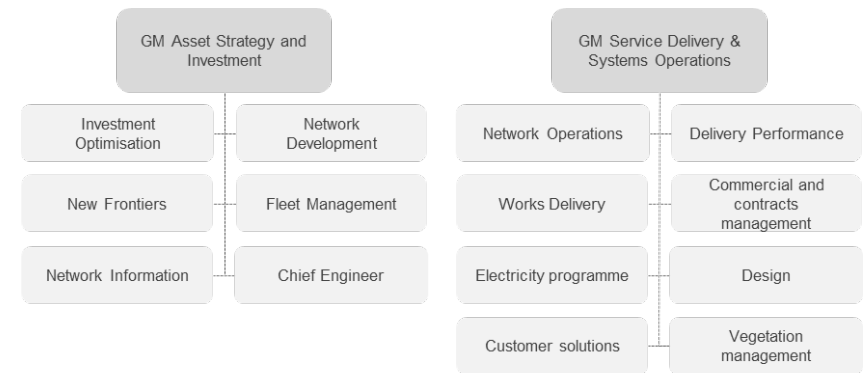 GM Asset Strategy and
Investment
Investment
Optimisation
Network
Development
New Frontiers
Fleet Management
Network Information
Chief Engineer
GM Service Delivery &
Systems Operations
Network Operations
Delivery Performance
Works Delivery
Commercial and
contracts
management
Electricity programme
Design
Customer solutions
Vegetation
management